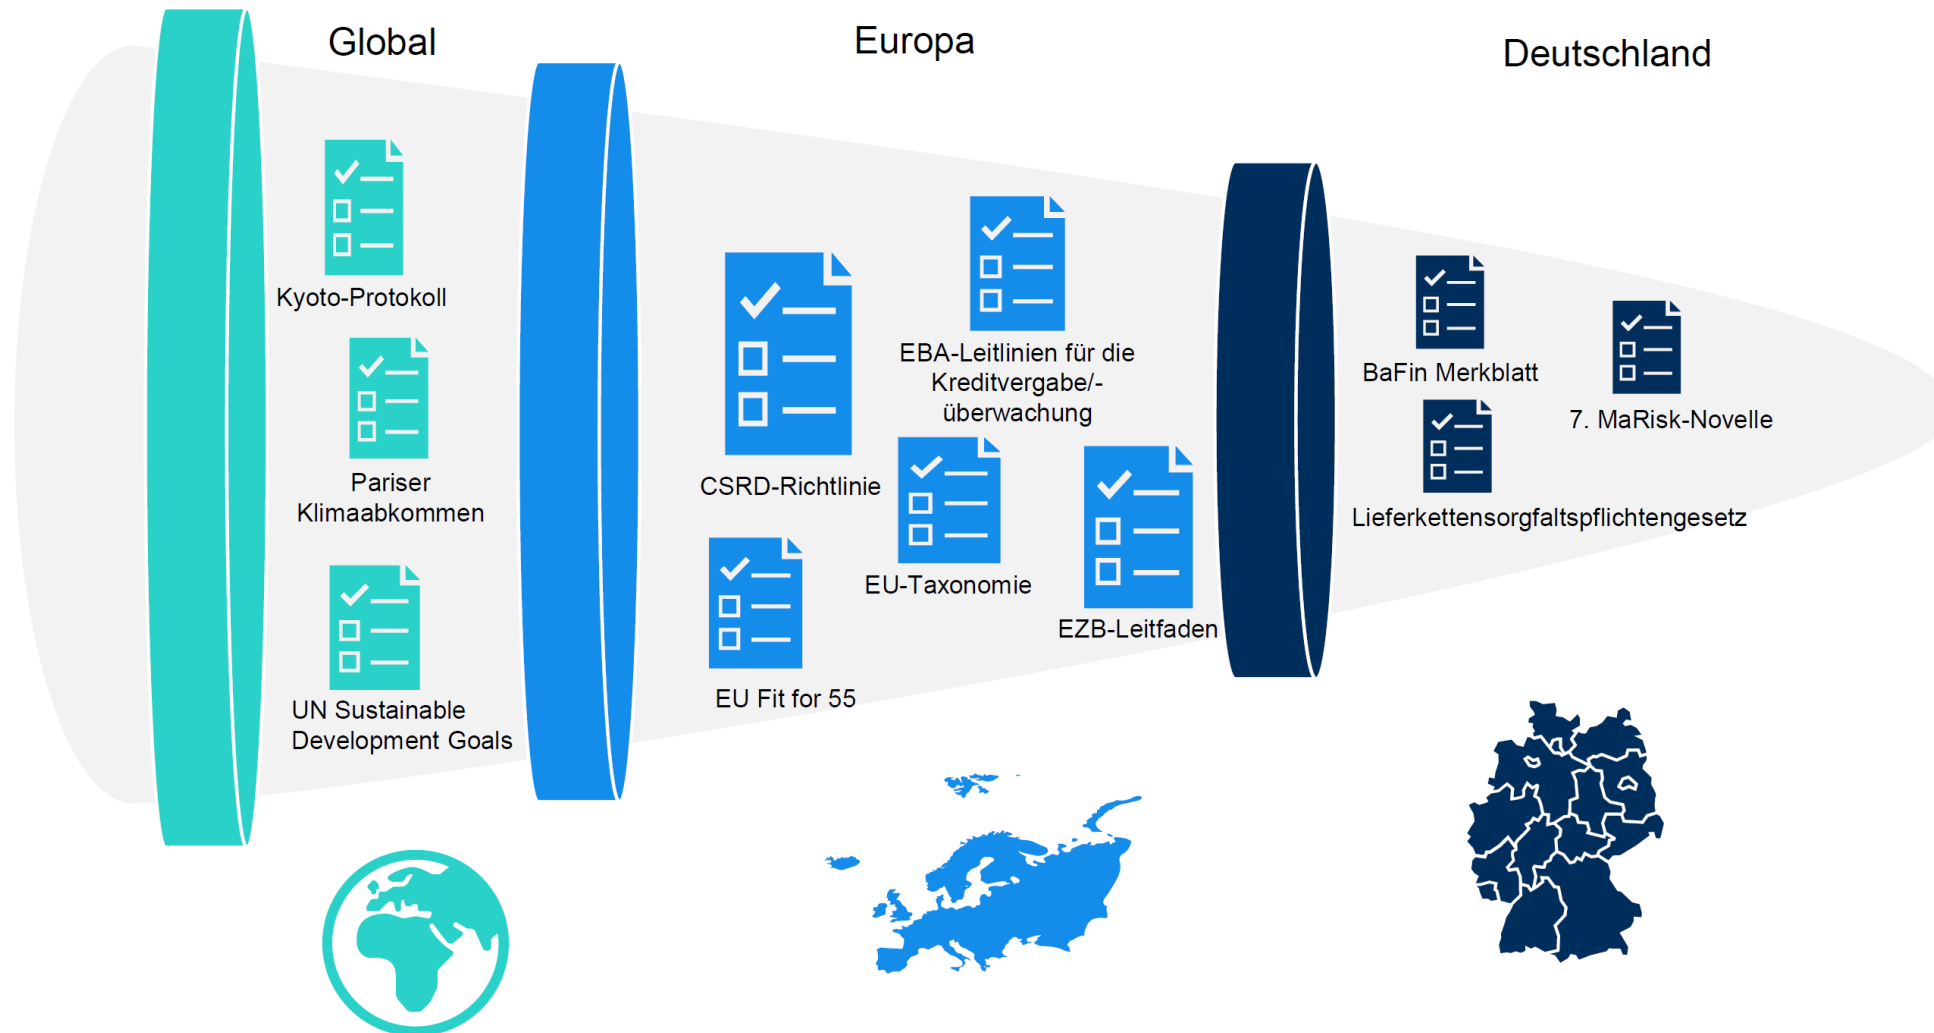 Global
Europa
Deutschland
Kyoto-Protokoll
Pariser
Klimaabkommen
UN Sustainable
Development Goals
CSRD-Richtlinie
EBA-Leitlinien für die
Kreditvergabe/-
überwachung
EU-Taxonomie
EZB-Leitfaden
EU Fit for 55
BaFin Merkblatt
7. MaRisk-Novelle
Lieferkettensorgfaltspflichtengesetz